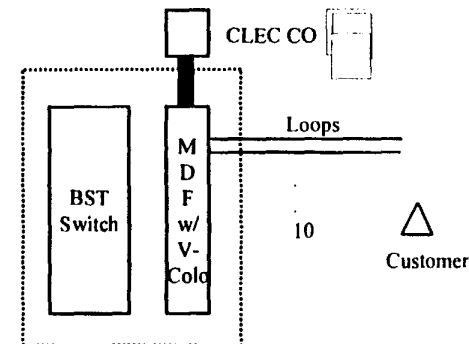 CLEC CO
Loops
M
D
F
w/
V-
Colo
BST
Switch
10
Customer